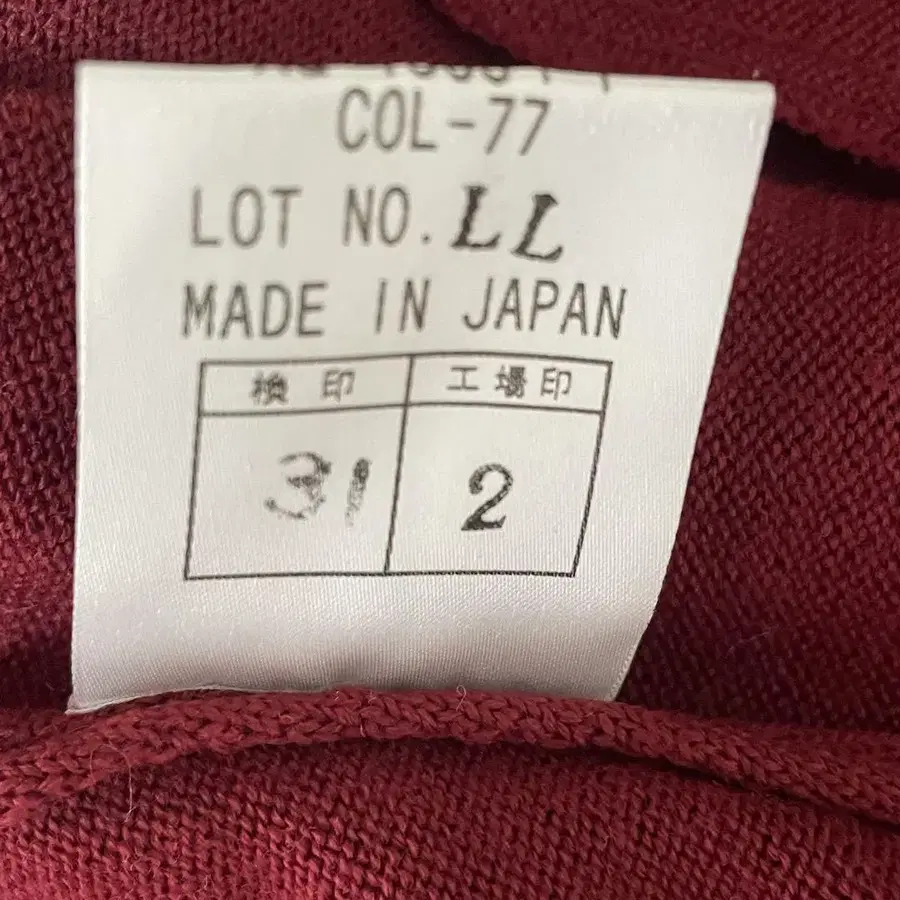 COL-77
LOT NO. LL
MADE IN JAPAN
検印 工場印
31 2